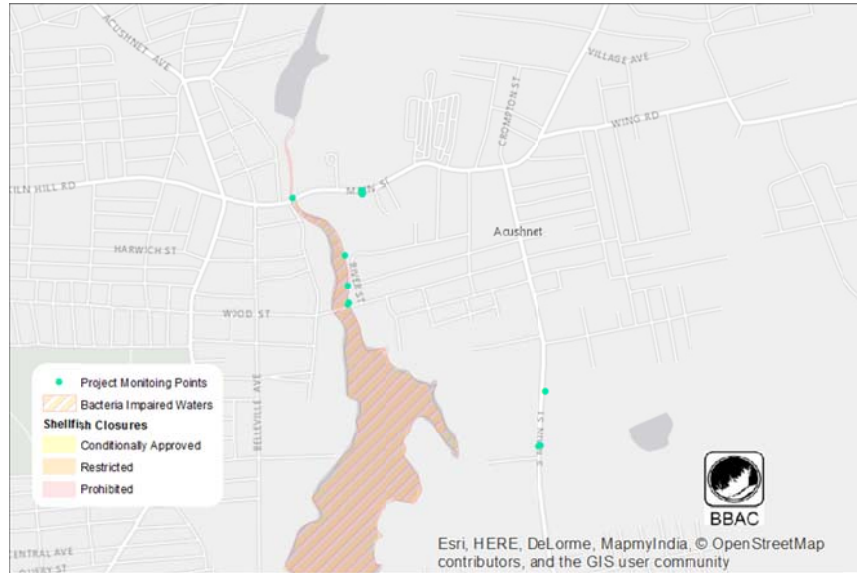 ACUSHNET AVE
VILLAGE AVE
CROMPTON ST
WING RD
KILN HILL RD
MAIN ST
HARWICH ST
Acushnet
RIVER ST
WOOD ST
BELLEVILLE AVE
S MAIN ST
Project Monitoing Points
Bacteria Impaired Waters
Shellfish Closures
Conditionally Approved
Restricted
Prohibited
CENTRAL AVE
QUERY ST
BBAC
Esri, HERE, DeLorme, MapmyIndia, © OpenStreetMap
contributors, and the GIS user community